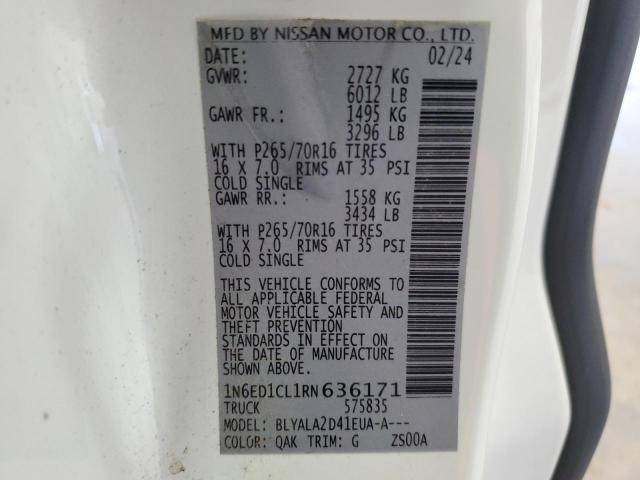 MFD BY NISSAN MOTOR CO., LTD.
DATE: 02/24
GVWR: 2727 KG
6012 LB
GAWR FR.: 1495 KG
3296 LB
WITH P265/70R16 TIRES
16 X 7.0 RIMS AT 35 PSI
COLD SINGLE
GAWR RR.: 1558 KG
3434 LB
WITH P265/70R16 TIRES
16 X 7.0 RIMS AT 35 PSI
COLD SINGLE
THIS VEHICLE CONFORMS TO
ALL APPLICABLE FEDERAL
MOTOR VEHICLE SAFETY AND
THEFT PREVENTION
STANDARDS IN EFFECT ON
THE DATE OF MANUFACTURE
SHOWN ABOVE.
1N6ED1CL1RN636171
TRUCK 575835
MODEL: BLYALA2D41EUA-A---
COLOR: QAK TRIM: G ZS00A